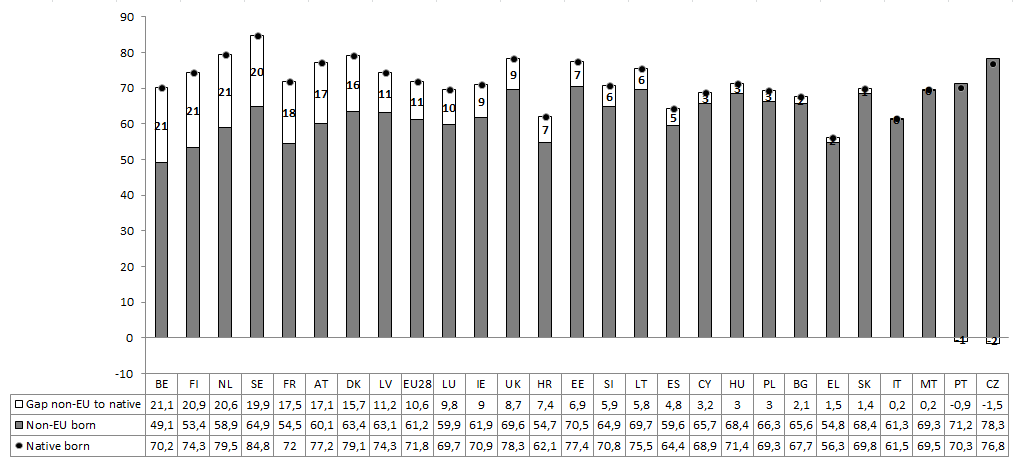 90
80
70
60
50
40
30
20
10
0
-10
21 21 21 20 18 17 16 11 11 10 9 9 7 7 6 6 5 3 3 3 2 2 1 0 0 -1 -2
BE FI NL SE FR AT DK LV EU28 LU IE UK HR EE SI LT ES CY HU PL BG EL SK IT MT PT CZ
Gap non-EU to native 21,1 20,9 20,6 19,9 17,5 17,1 15,7 11,2 10,6 9,8 9 8,7 7,4 6,9 5,9 5,8 4,8 3,2 3 3 2,1 1,5 1,4 0,2 0,2 -0,9 -1,5
Non-EU born 49,1 53,4 58,9 64,9 54,5 60,1 63,4 63,1 61,2 59,9 61,9 69,6 54,7 70,5 64,9 69,7 59,6 65,7 68,4 66,3 65,6 54,8 68,4 61,3 69,3 71,2 78,3
Native born 70,2 74,3 79,5 84,8 72 77,2 79,1 74,3 71,8 69,7 70,9 78,3 62,1 77,4 70,8 75,5 64,4 68,9 71,4 69,3 67,7 56,3 69,8 61,5 69,5 70,3 76,8